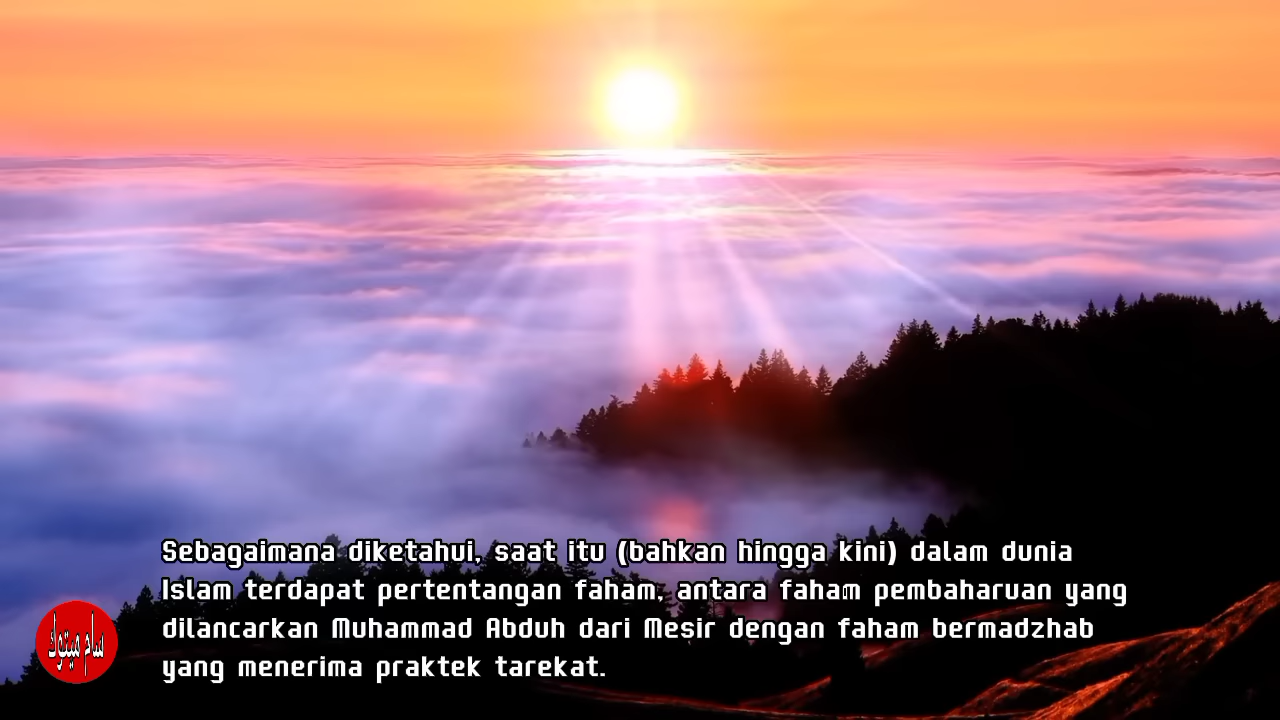 Sebagaimana diketahui, saat itu (bahkan hingga kini) dalam dunia
Islam terdapat pertentangan faham, antara faham pembaharuan yang
dilancarkan Muhammad Abduh dari Mesir dengan faham bermadzhab
yang menerima praktek tarekat.